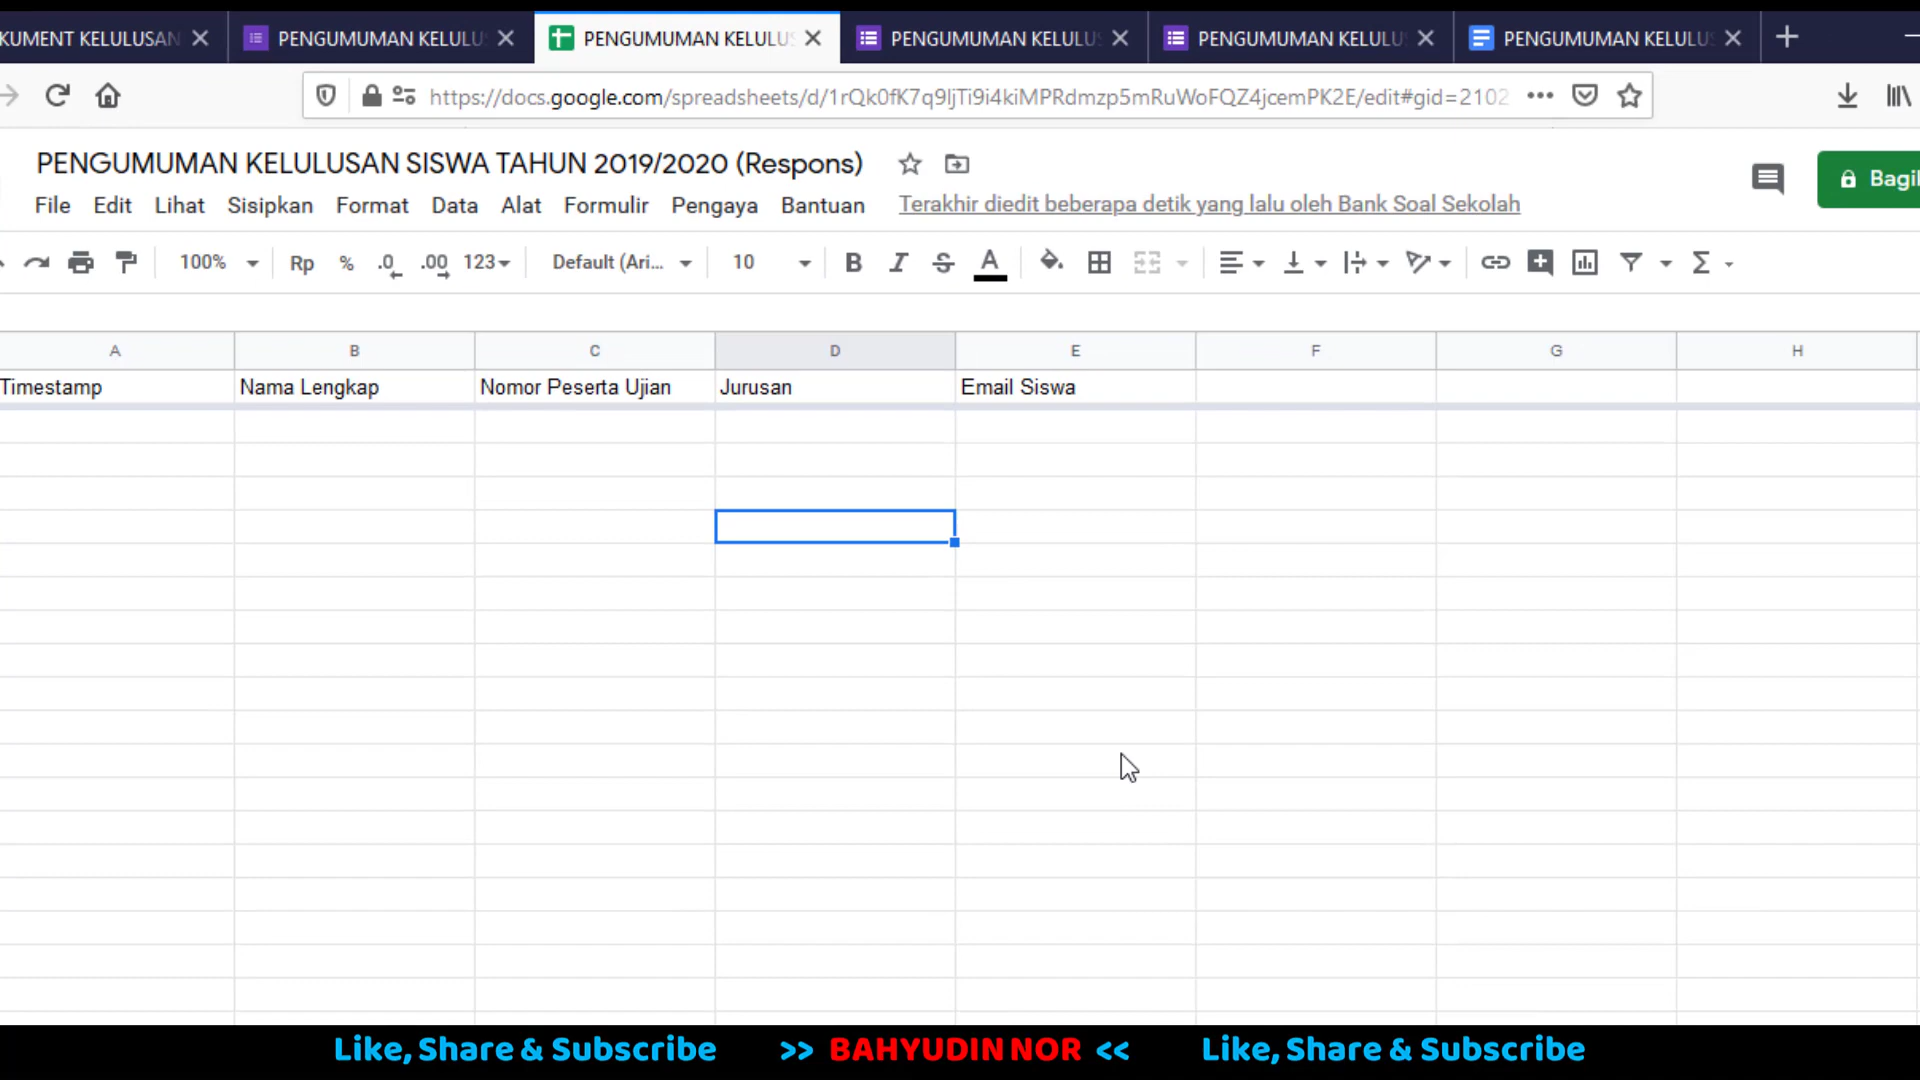 KUMENT KELULUSAN
PENGUMUMAN KELULU
PENGUMUMAN KELULU
PENGUMUMAN KELULU
PENGUMUMAN KELULU
PENGUMUMAN KELULU
https://docs.google.com/spreadsheets/d/1rQk0fK7q9ljTi9i4kiMPRdmzp5mRuWoFQZ4jcemPK2E/edit#gid=2102
PENGUMUMAN KELULUSAN SISWA TAHUN 2019/2020 (Respons)
Bagi
File Edit Lihat Sisipkan Format Data Alat Formulir Pengaya Bantuan Terakhir diedit beberapa detik yang lalu oleh Bank Soal Sekolah
100% Rp % .0 .00 123 Default (Ari... 10 B I S A Σ
A B C D E F G H
Timestamp Nama Lengkap Nomor Peserta Ujian Jurusan Email Siswa
Like, Share & Subscribe >> BAHYUDIN NOR << Like, Share & Subscribe